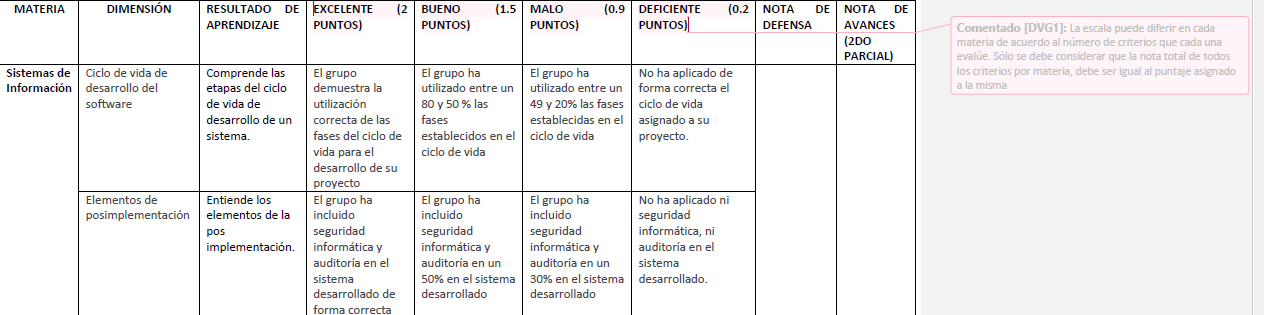 MATERIA
DIMENSIÓN
RESULTADO DE
APRENDIZAJE
EXCELENTE (2
PUNTOS)
BUENO (1.5
PUNTOS)
MALO (0.9
PUNTOS)
DEFICIENTE (0.2
PUNTOS)
NOTA DE
DEFENSA
NOTA DE
AVANCES
(2DO
PARCIAL)
Sistemas de
Información
Ciclo de vida de
desarrollo del
software
Comprende las
etapas del ciclo
de vida de
desarrollo de un
sistema.
El grupo
demuestra la
utilización
correcta de las
fases del ciclo de
vida para el
desarrollo de su
proyecto
El grupo ha
utilizado entre un
80 y 50 % las
fases
establecidos en el
ciclo de vida
El grupo ha
utilizado entre un
49 y 20% las fases
establecidas en el
ciclo de vida
No ha aplicado de
forma correcta el
ciclo de vida
asignado a su
proyecto.
Elementos de
posimplementación
Entiende los
elementos de la
pos
implementación.
El grupo ha
incluido
seguridad
informática y
auditoría en el
sistema
desarrollado de
forma correcta
El grupo ha
incluido
seguridad
informática y
auditoría en un
50% en el sistema
desarrollado
El grupo ha
incluido
seguridad
informática y
auditoría en un
30% en el sistema
desarrollado
No ha aplicado ni
seguridad
informática, ni
auditoría en el
sistema
desarrollado.
Comentado [DVG1]: La escala puede diferir en cada
materia de acuerdo al número de criterios que cada una
evalúe. Sólo se debe considerar que la nota total de todos
los criterios por materia, debe ser igual al puntaje asignado
a la misma